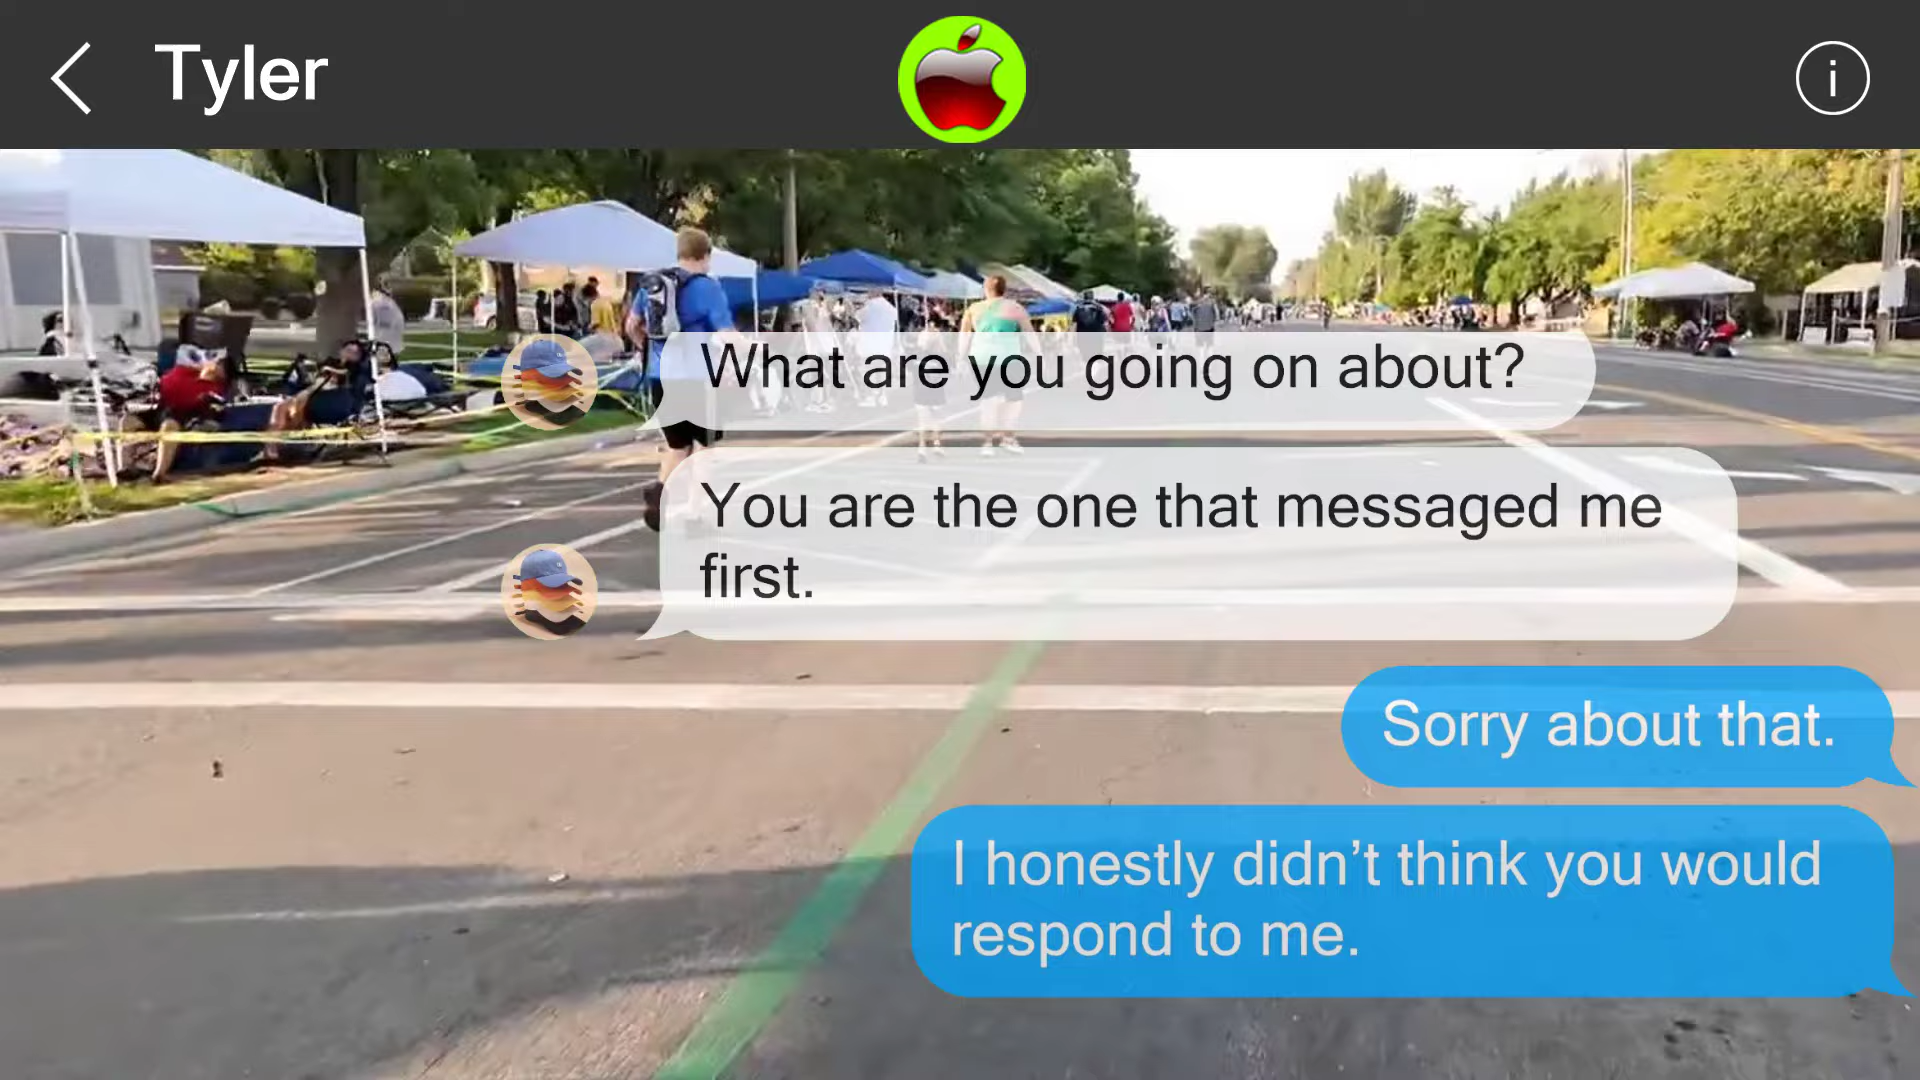 Tyler
What are you going on about?
You are the one that messaged me
first.
Sorry about that.
I honestly didn’t think you would
respond to me.